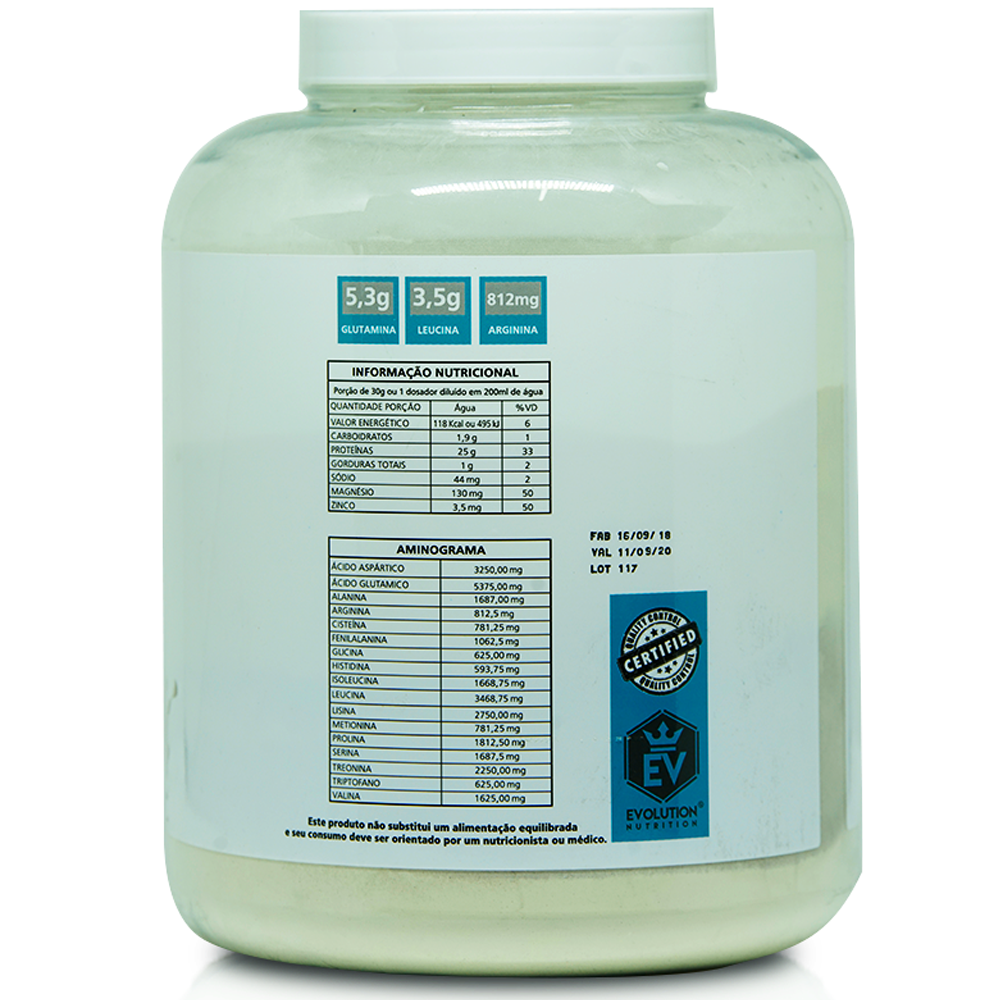 5,3g 3,5g 812mg
GLUTAMINA LEUCINA ARGININA
INFORMAÇÃO NUTRICIONAL
Porção de 30g ou 1 dosador diluído em 200ml de água
QUANTIDADE PORÇÃO Água %VD
VALOR ENERGÉTICO 118 Kcal ou 495 kJ 6
CARBOIDRATOS 1,9 g 1
PROTEÍNAS 25 g 33
GORDURAS TOTAIS 1 g 2
SÓDIO 44 mg 2
MAGNÉSIO 130 mg 50
ZINCO 3,5 mg 50
AMINOGRAMA
ÁCIDO ASPÁRTICO 3250,00 mg
ÁCIDO GLUTAMICO 5375,00 mg
ALANINA 1687,00 mg
ARGININA 812,5 mg
CISTEÍNA 781,25 mg
FENILALANINA 1062,5 mg
GLICINA 625,00 mg
HISTIDINA 593,75 mg
ISOLEUCINA 1668,75 mg
LEUCINA 3468,75 mg
LISINA 2750,00 mg
METIONINA 781,25 mg
PROLINA 1812,50 mg
SERINA 1687,5 mg
TREONINA 2250,00 mg
TRIPTOFANO 625,00 mg
VALINA 1625,00 mg
Este produto não substitui um alimentação equilibrada
e seu consumo deve ser orientado por um nutricionista ou médico.
FAB 16/09/ 18
VAL 11/09/20
LOT 117
QUALITY CONTROL
CERTIFIED
QUALITY CONTROL
EV
EVOLUTION®
NUTRITION